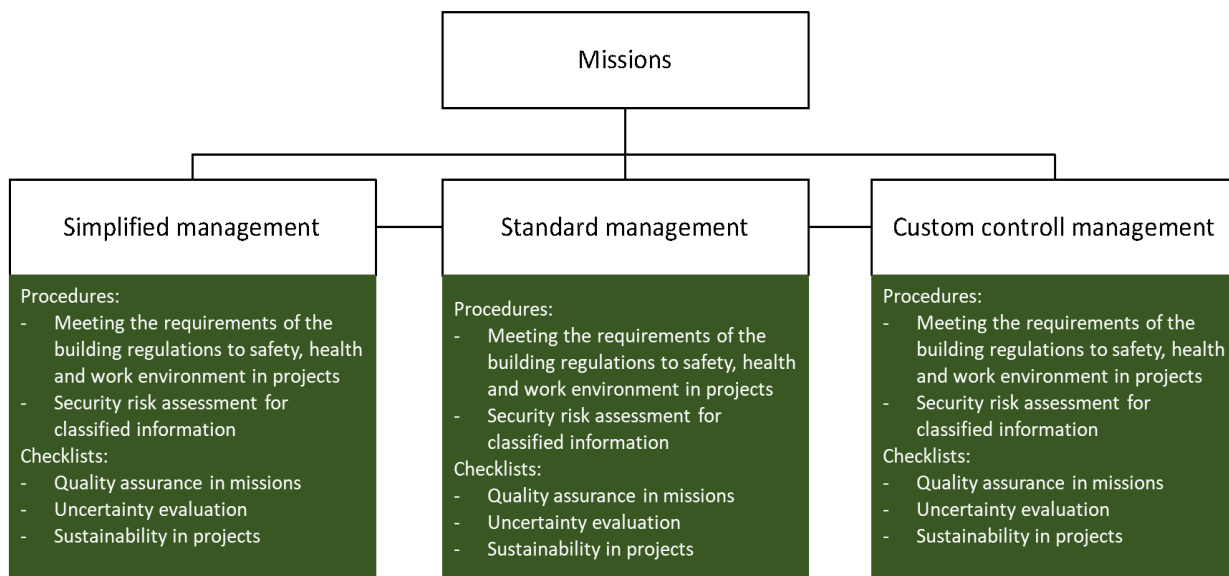 Missions
Simplified management
Procedures:
- Meeting the requirements of the
building regulations to safety, health
and work environment in projects
- Security risk assessment for
classified information
Checklists:
- Quality assurance in missions
- Uncertainty evaluation
- Sustainability in projects
Standard management
Procedures:
- Meeting the requirements of the
building regulations to safety, health
and work environment in projects
- Security risk assessment for
classified information
Checklists:
- Quality assurance in missions
- Uncertainty evaluation
- Sustainability in projects
Custom controll management
Procedures:
- Meeting the requirements of the
building regulations to safety, health
and work environment in projects
- Security risk assessment for
classified information
Checklists:
- Quality assurance in missions
- Uncertainty evaluation
- Sustainability in projects